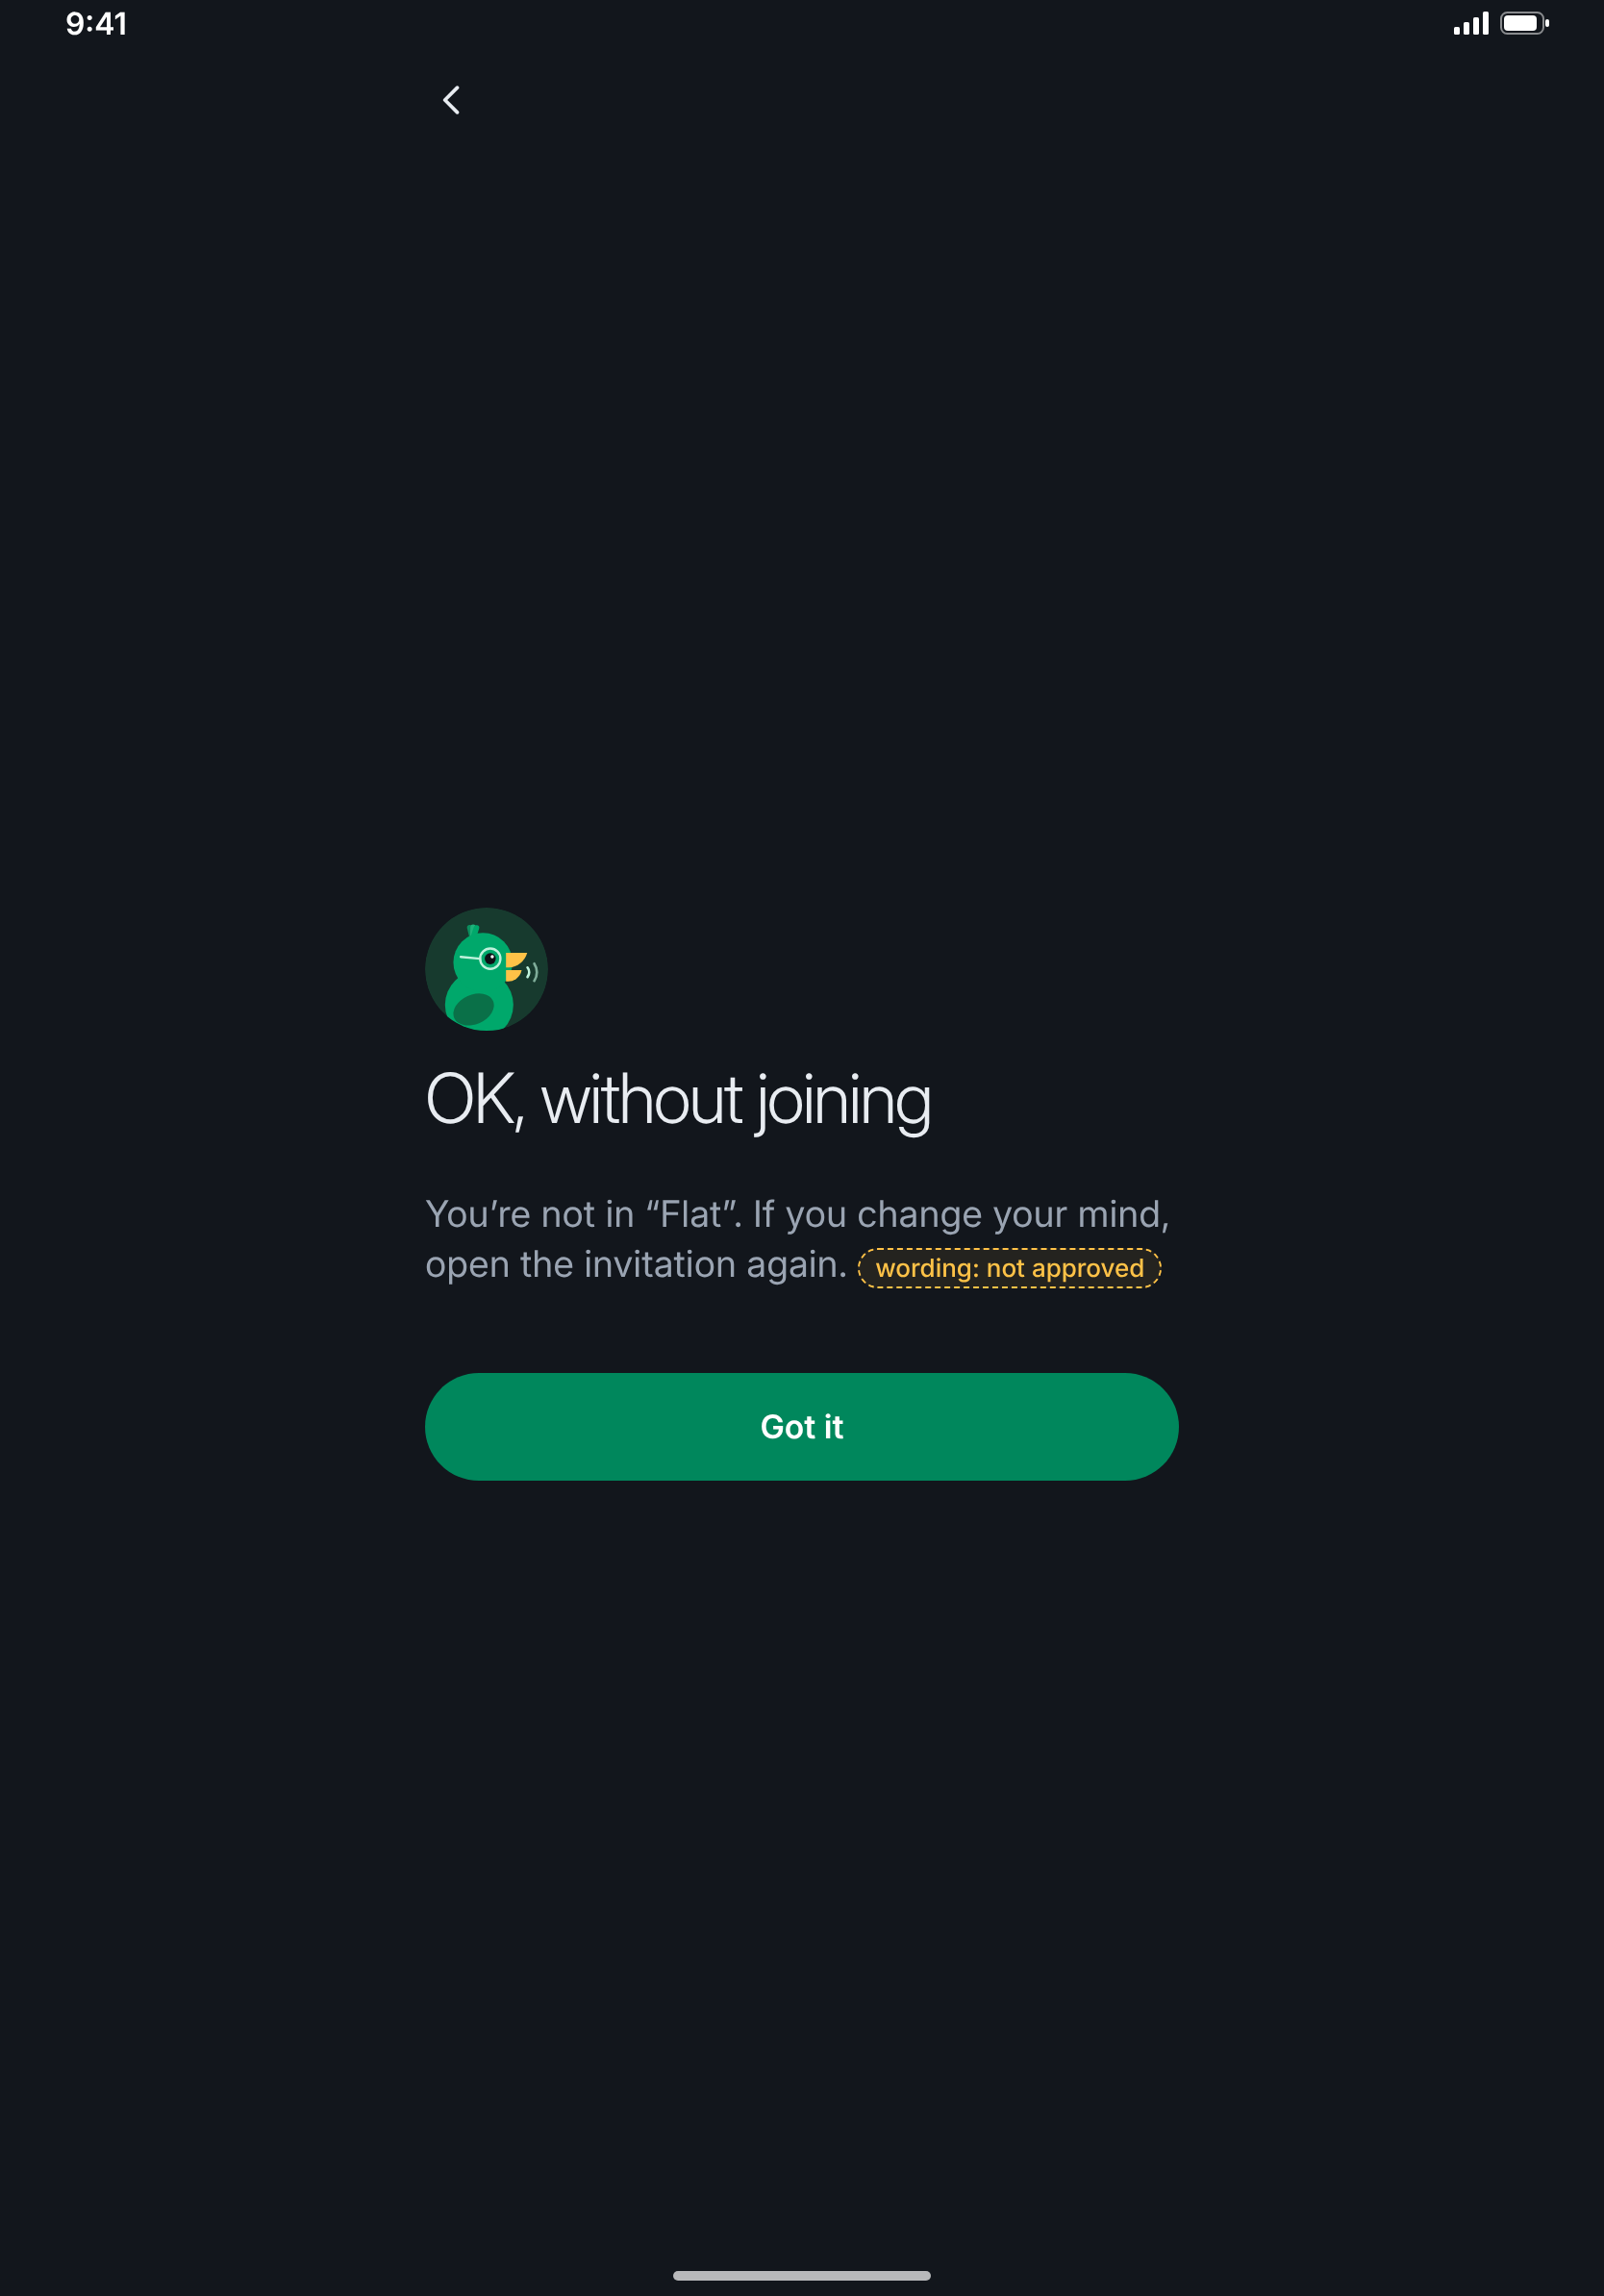 9:41
OK, without joining
You’re not in “Flat”. If you change your mind,
open the invitation again. wording: not approved
Got it